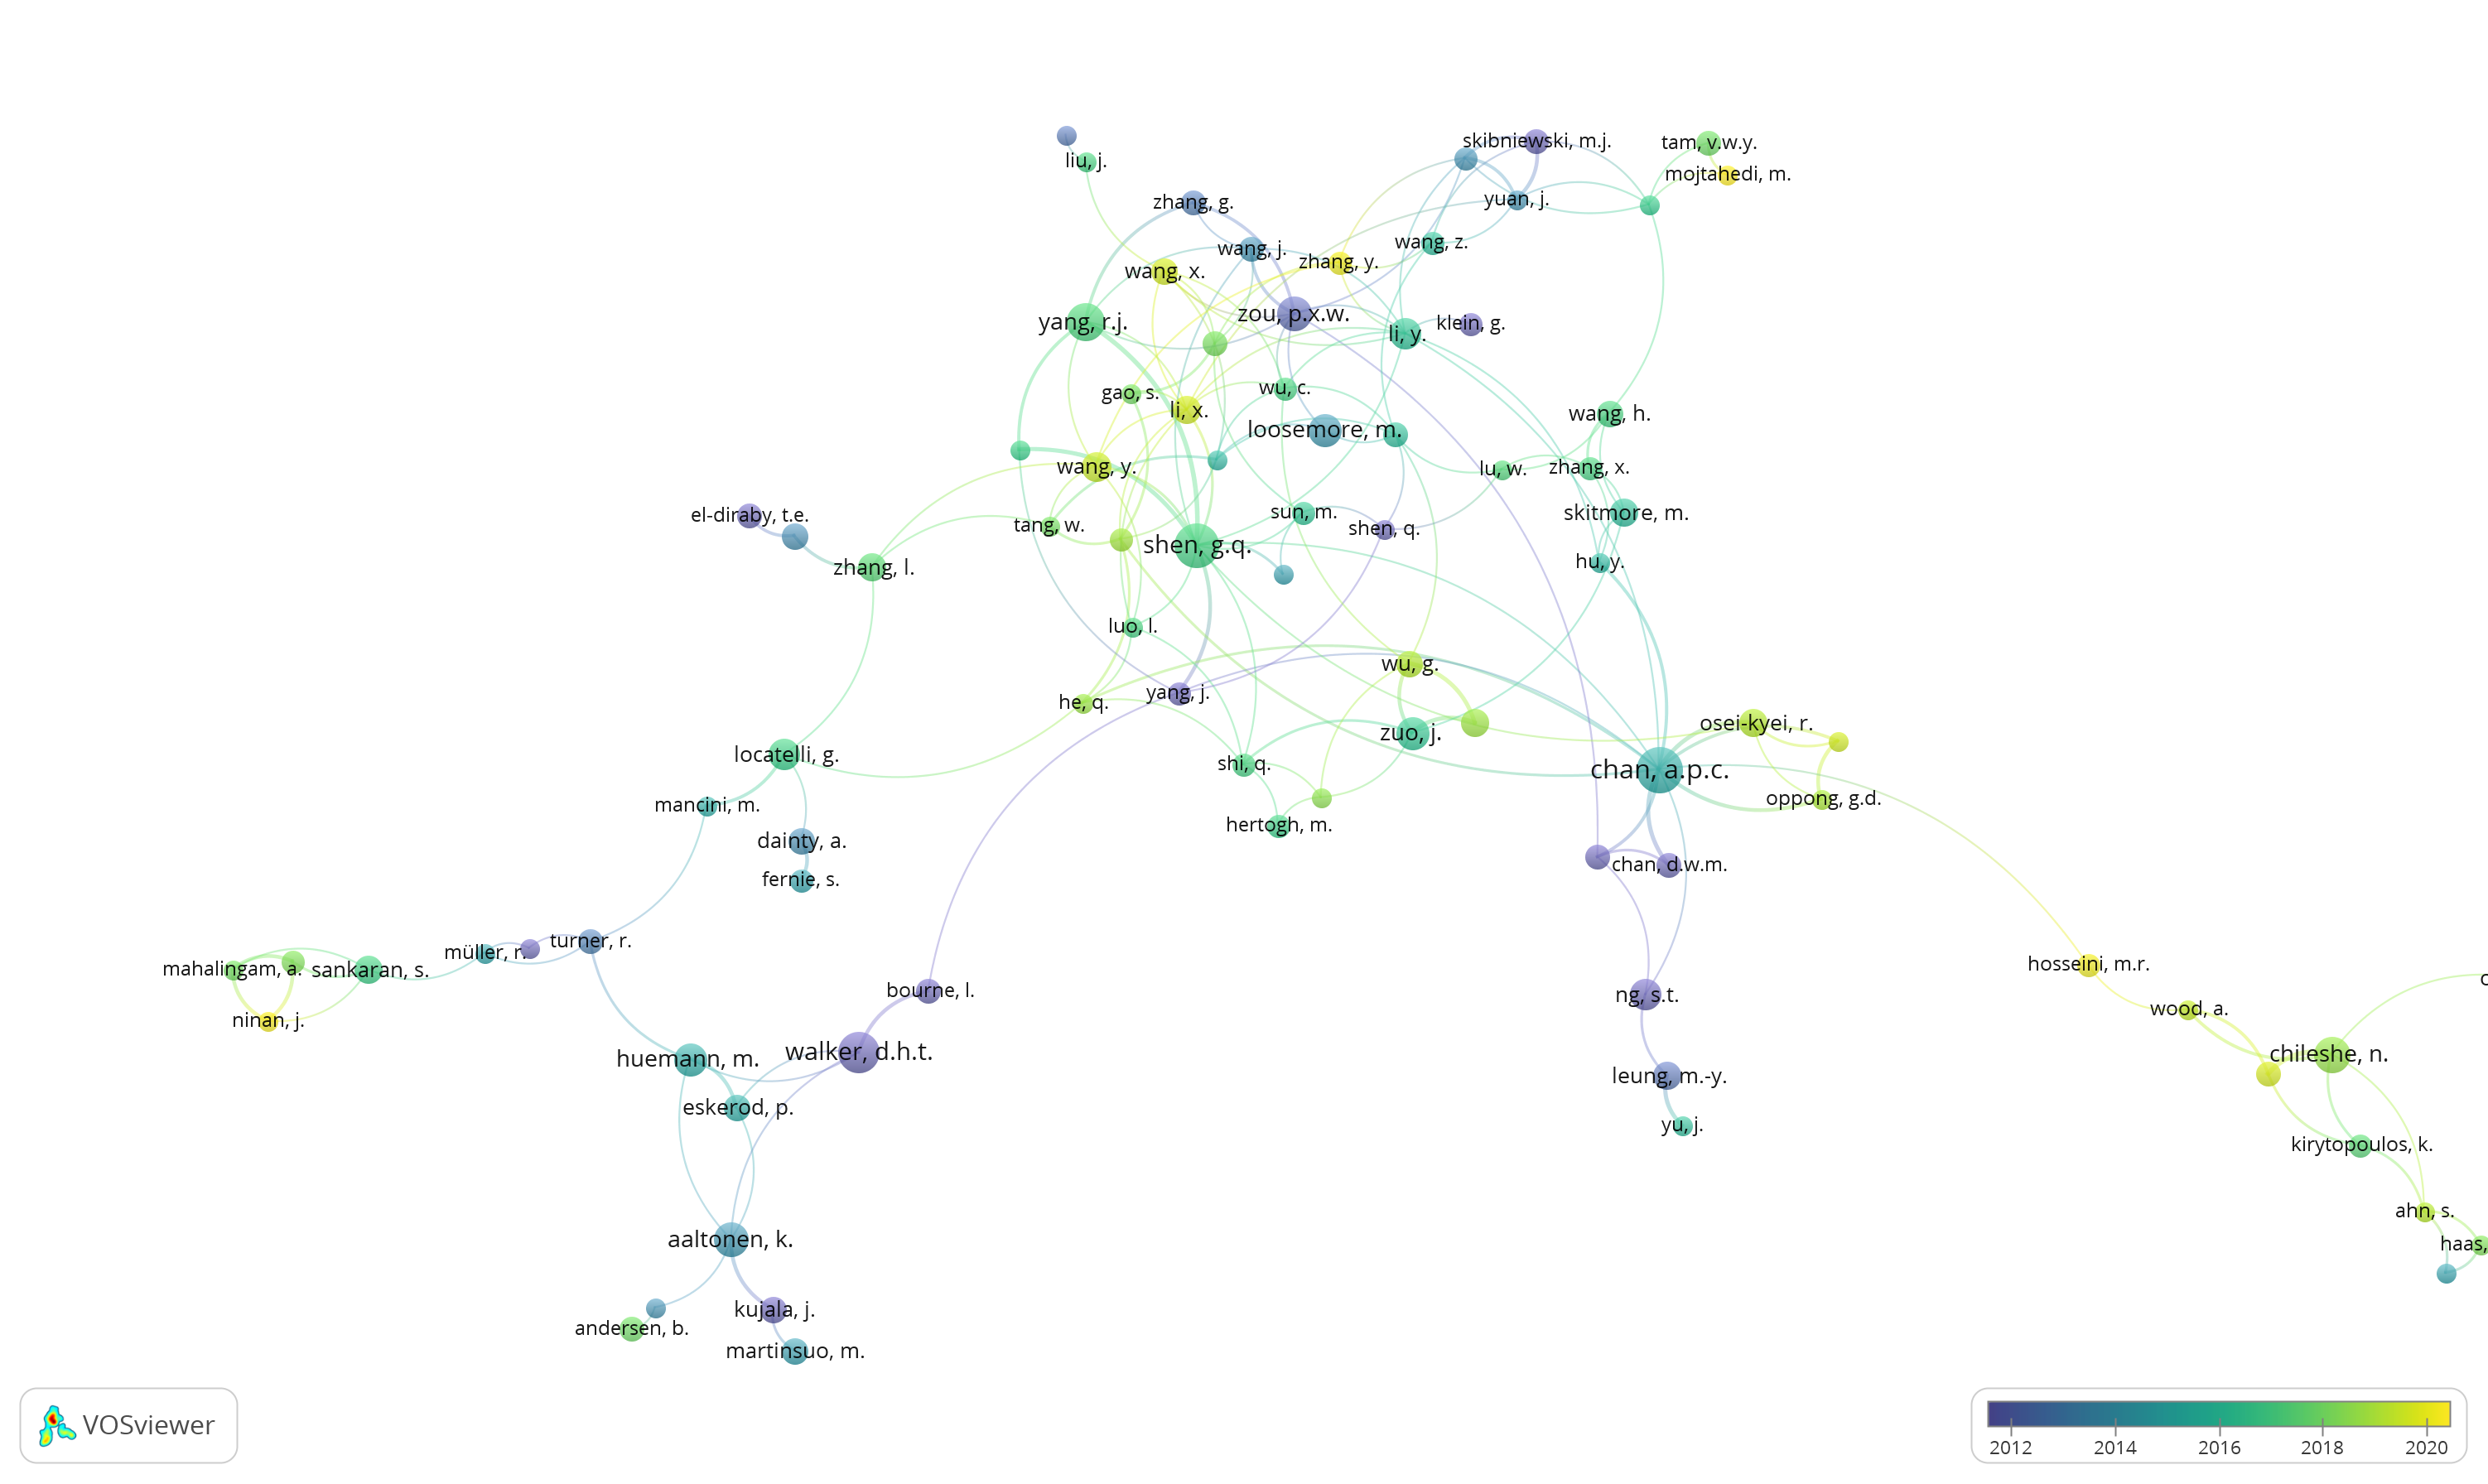 skibniewski, m.j.
tam, v.w.y.
liu, j.
mojtahedi, m.
zhang, g.
yuan, j.
wang, j.
wang, z.
zhang, y.
wang, x.
zou, p.x.w.
yang, r.j.
klein, g.
li, y.
wu, c.
gao, s.
li, x.
wang, h.
loosemore, m.
wang, y.
lu, w.
zhang, x.
el-diraby, t.e.
sun, m.
skitmore, m.
tang, w.
shen, q.
shen, g.q.
hu, y.
zhang, l.
luo, l.
wu, g.
yang, j.
he, q.
osei-kyei, r.
zuo, j.
locatelli, g.
shi, q.
chan, a.p.c.
oppong, g.d.
mancini, m.
hertogh, m.
dainty, a.
chan, d.w.m.
fernie, s.
turner, r.
müller, r.
hosseini, m.r.
mahalingam, a.
sankaran, s.
bourne, l.
ng, s.t.
wood, a.
ninan, j.
walker, d.h.t.
chileshe, n.
huemann, m.
leung, m.-y.
eskerod, p.
yu, j.
kirytopoulos, k.
ahn, s.
aaltonen, k.
haas,
kujala, j.
andersen, b.
martinsuo, m.
VOSviewer
2012 2014 2016 2018 2020